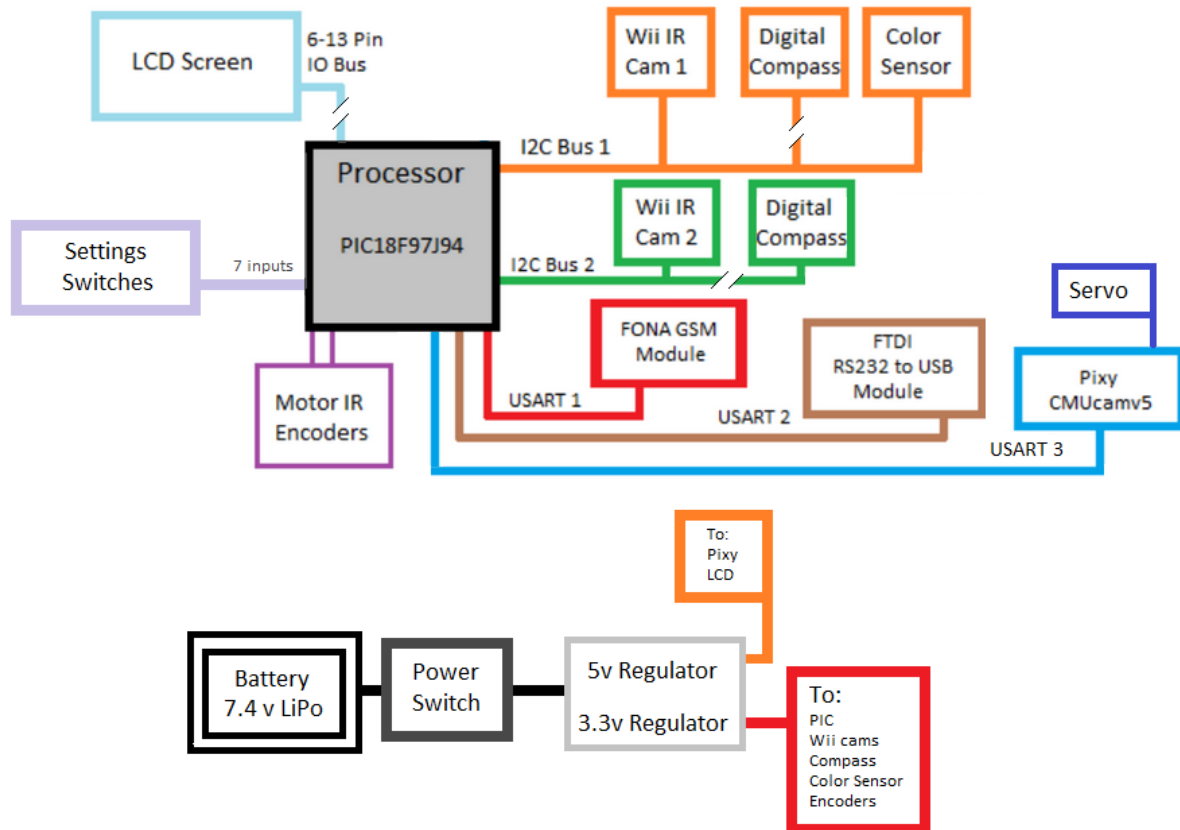 LCD Screen
6-13 Pin
IO Bus
Wii IR
Cam 1
Digital
Compass
Color
Sensor
I2C Bus 1
Processor
PIC18F97J94
Wii IR
Cam 2
Digital
Compass
I2C Bus 2
Settings
Switches
7 inputs
Servo
FONA GSM
Module
FTDI
RS232 to USB
Module
Pixy
CMUcamv5
Motor IR
Encoders
USART 1
USART 2
USART 3
To:
Pixy
LCD
Battery
7.4 v LiPo
Power
Switch
5v Regulator
3.3v Regulator
To:
PIC
Wii cams
Compass
Color Sensor
Encoders